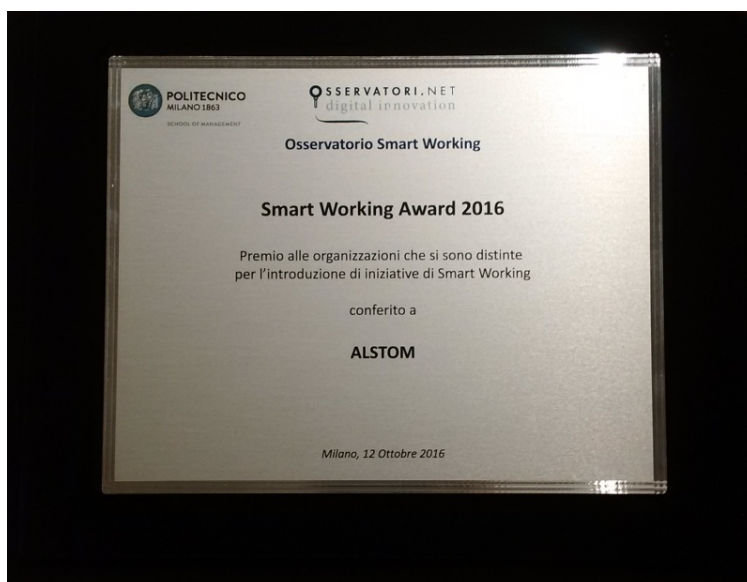 POLITECNICO
MILANO 1863
SCHOOL OF MANAGEMENT
OSSERVATORI.NET
digital innovation
Osservatorio Smart Working
Smart Working Award 2016
Premio alle organizzazioni che si sono distinte
per l'introduzione di iniziative di Smart Working
conferito a
ALSTOM
Milano, 12 Ottobre 2016